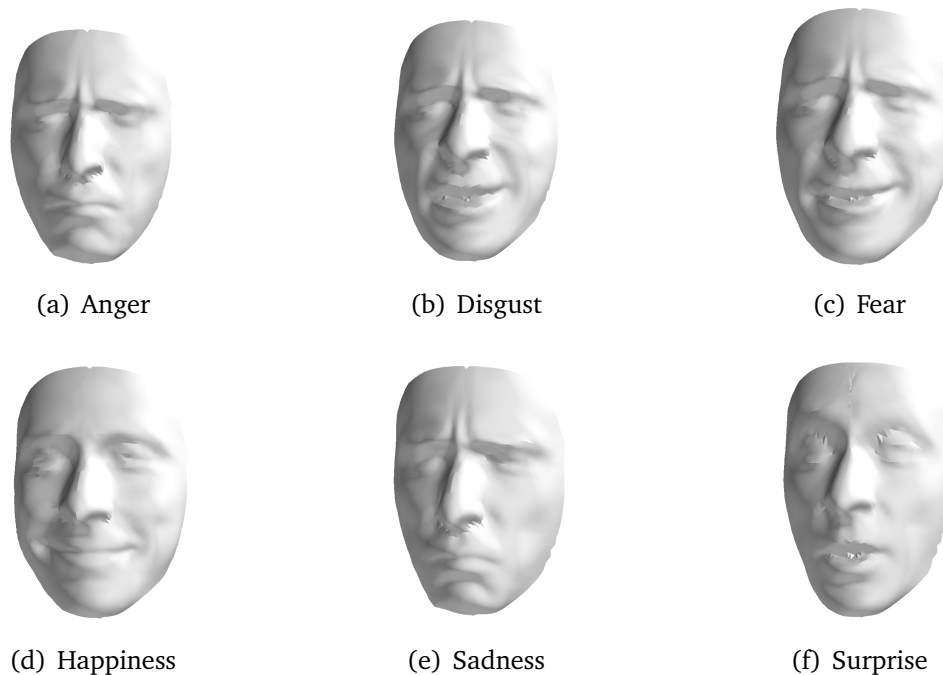 (a) Anger
(b) Disgust
(c) Fear
(d) Happiness
(e) Sadness
(f) Surprise